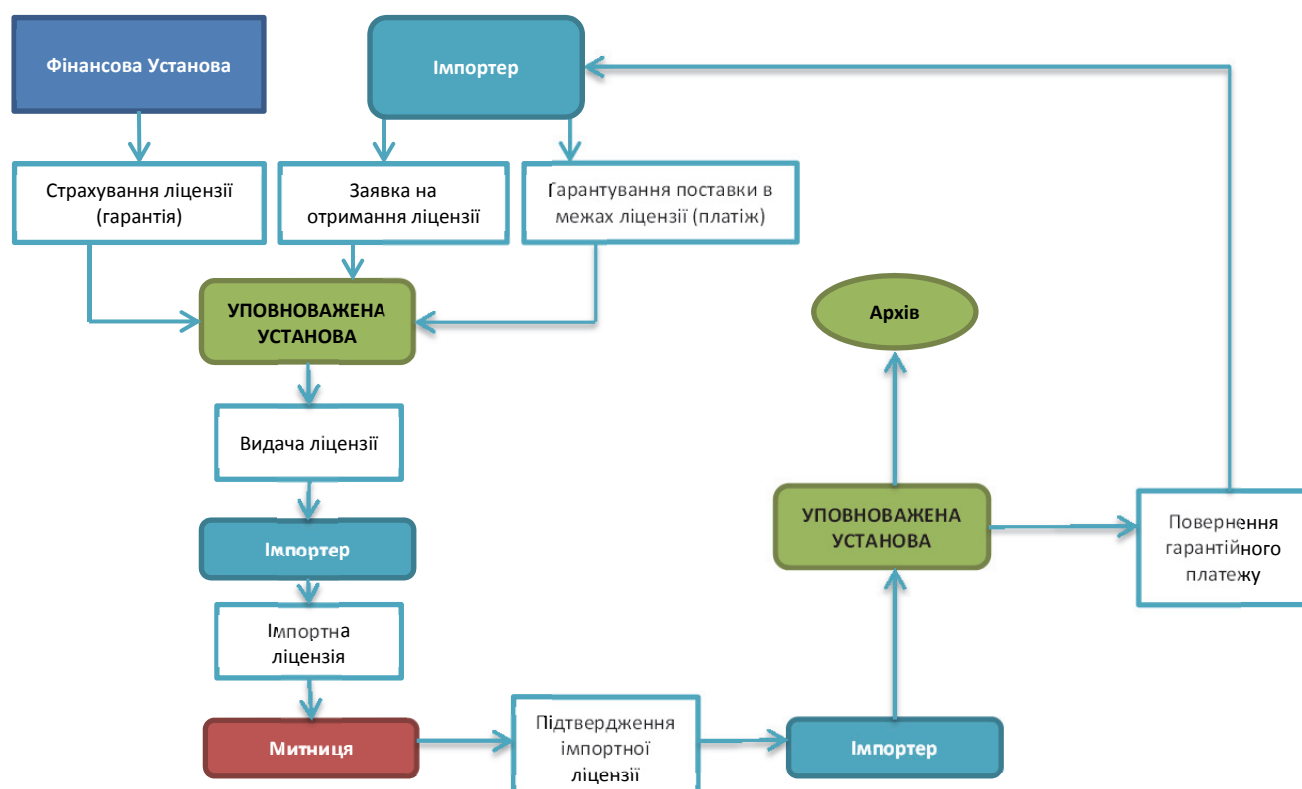 Фінансова Установа
Імпортер
Страхування ліцензії
(гарантія)
Заявка на
отримання ліцензії
Гарантування поставки в
межах ліцензії (платіж)
УПОВНОВАЖЕНА
УСТАНОВА
Архів
Видача ліцензії
УПОВНОВАЖЕНА
УСТАНОВА
Повернення
гарантійного
платежу
Імпортер
Імпортна
ліцензія
Митниця
Підтвердження
імпортної
ліцензії
Імпортер